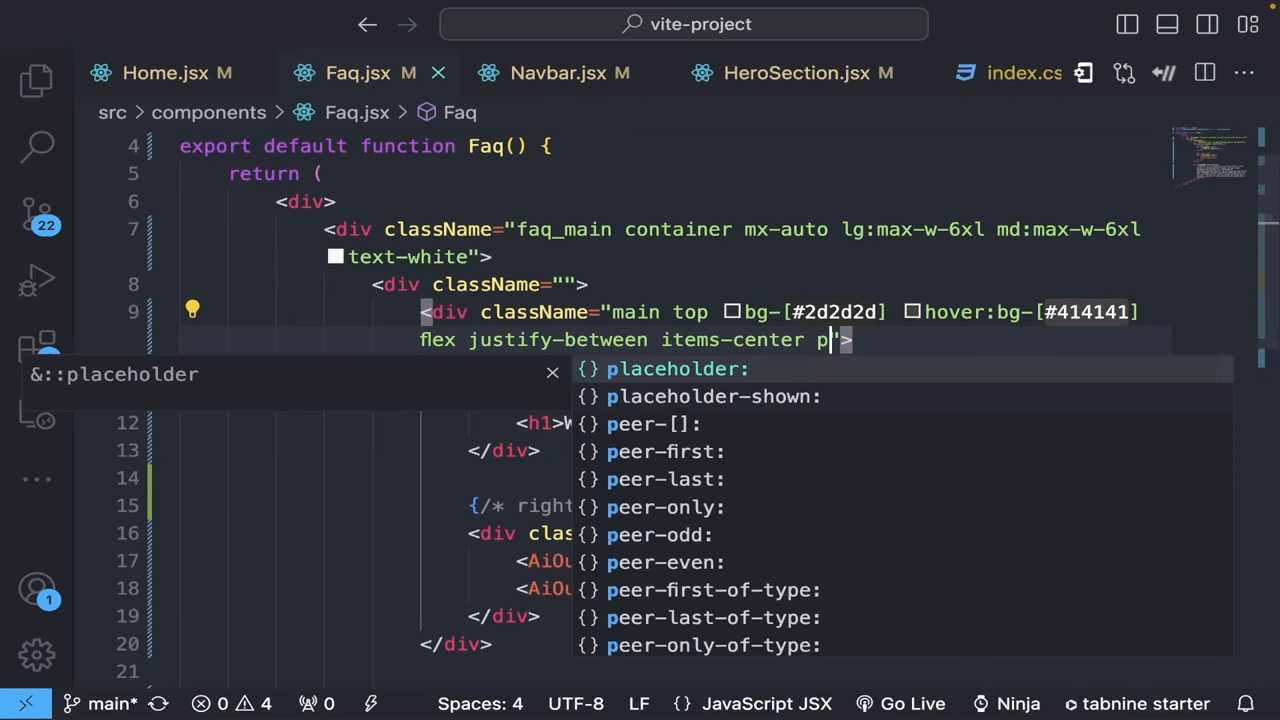 vite-project
Home.jsx M
Faq.jsx M
Navbar.jsx M
HeroSection.jsx M
index.cs
src > components > Faq.jsx > Faq
4 export default function Faq() {
5 return (
6 <div>
7 <div className="faq_main container mx-auto lg:max-w-6xl md:max-w-6xl
text-white">
8 <div className="">
9 <div className="main top bg-[#2d2d2d] hover:bg-[#414141]
flex justify-between items-center p">
&::placeholder
placeholder:
placeholder-shown:
peer-[]:
peer-first:
peer-last:
peer-only:
peer-odd:
peer-even:
peer-first-of-type:
peer-last-of-type:
peer-only-of-type:
12 <h1>W
13 </div>
14
15 {/* right
16 <div clas
17 <AiOu
18 <AiOu
19 </div>
20 </div>
21
22
1
main* 0 4 0 Spaces: 4 UTF-8 LF {} JavaScript JSX Go Live Ninja tabnine starter